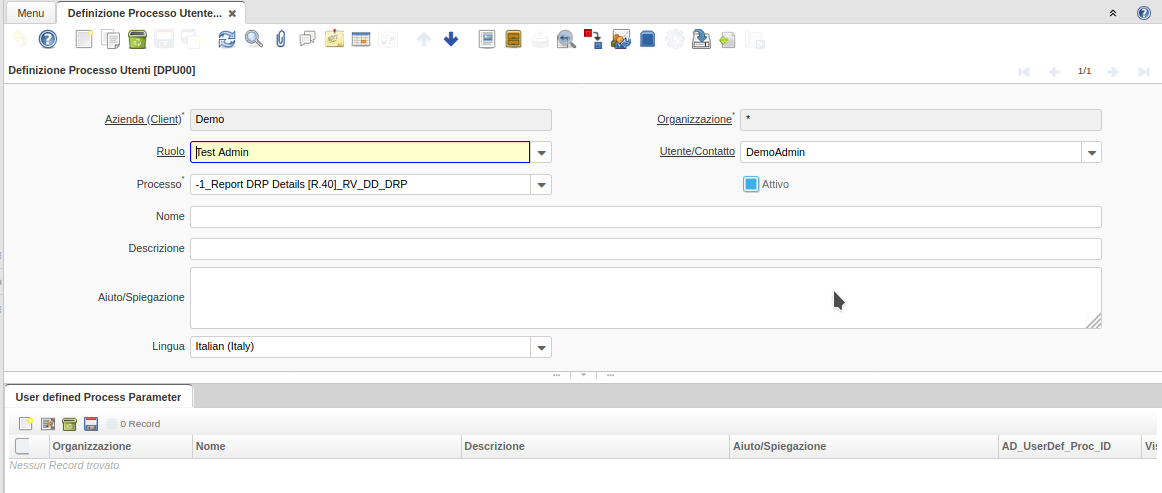 Menu
Definizione Processo Utente...
Definizione Processo Utenti [DPU00]
1/1
Azienda (Client)* Demo
Organizzazione* *
Ruolo Test Admin
Utente/Contatto DemoAdmin
Processo* -1_Report DRP Details [R.40]_RV_DD_DRP
Attivo
Nome
Descrizione
Aiuto/Spiegazione
Lingua Italian (Italy)
User defined Process Parameter
0 Record
Organizzazione Nome Descrizione Aiuto/Spiegazione AD_UserDef_Proc_ID Vis
Nessun Record trovato